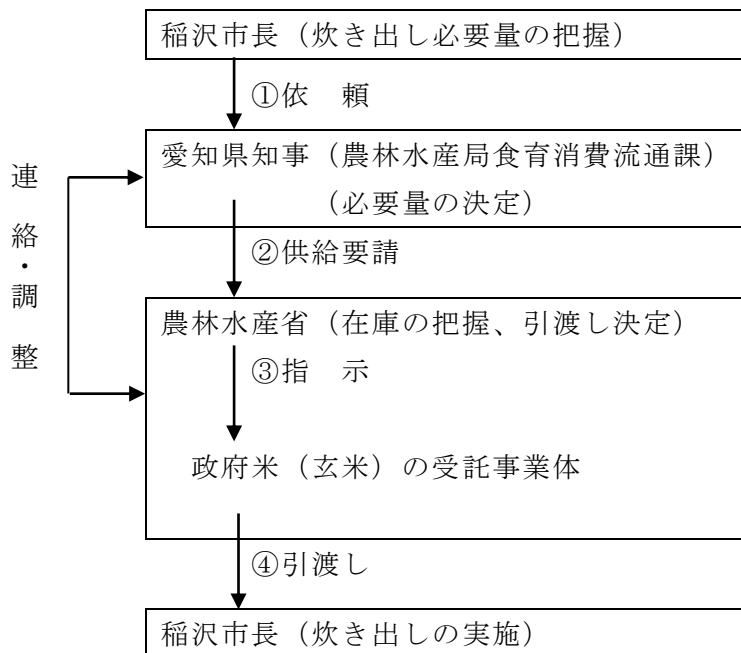 稲沢市長（炊き出し必要量の把握）
①依　頼
愛知県知事（農林水産局食育消費流通課）
（必要量の決定）
連絡・調整
②供給要請
農林水産省（在庫の把握、引渡し決定）
③指　示
政府米（玄米）の受託事業体
④引渡し
稲沢市長（炊き出しの実施）